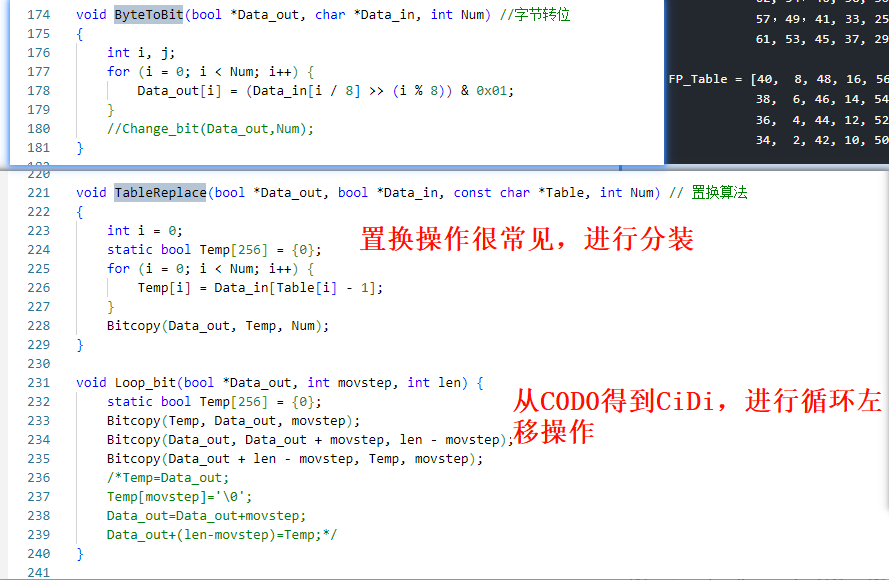 174 void ByteToBit(bool *Data_out, char *Data_in, int Num) //字节转位
175 {
176 int i, j;
177 for (i = 0; i < Num; i++) {
178 Data_out[i] = (Data_in[i / 8] >> (i % 8)) & 0x01;
179 }
180 //Change_bit(Data_out,Num);
181 }
57, 49, 41, 33, 25
61, 53, 45, 37, 29
FP_Table = [40, 8, 48, 16, 56
38, 6, 46, 14, 54
36, 4, 44, 12, 52
34, 2, 42, 10, 50
220
221 void TableReplace(bool *Data_out, bool *Data_in, const char *Table, int Num) // 置换算法
222 {
223 int i = 0;
224 static bool Temp[256] = {0};
225 for (i = 0; i < Num; i++) {
226 Temp[i] = Data_in[Table[i] - 1];
227 }
228 Bitcopy(Data_out, Temp, Num);
229 }
置换操作很常见，进行分装
230
231 void Loop_bit(bool *Data_out, int movstep, int len) {
232 static bool Temp[256] = {0};
233 Bitcopy(Temp, Data_out, movstep);
234 Bitcopy(Data_out, Data_out + movstep, len - movstep);
235 Bitcopy(Data_out + len - movstep, Temp, movstep);
236 /*Temp=Data_out;
237 Temp[movstep]='\0';
238 Data_out=Data_out+movstep;
239 Data_out+(len-movstep)=Temp;*/
240 }
241
从C0D0得到CiDi，进行循环左
移操作